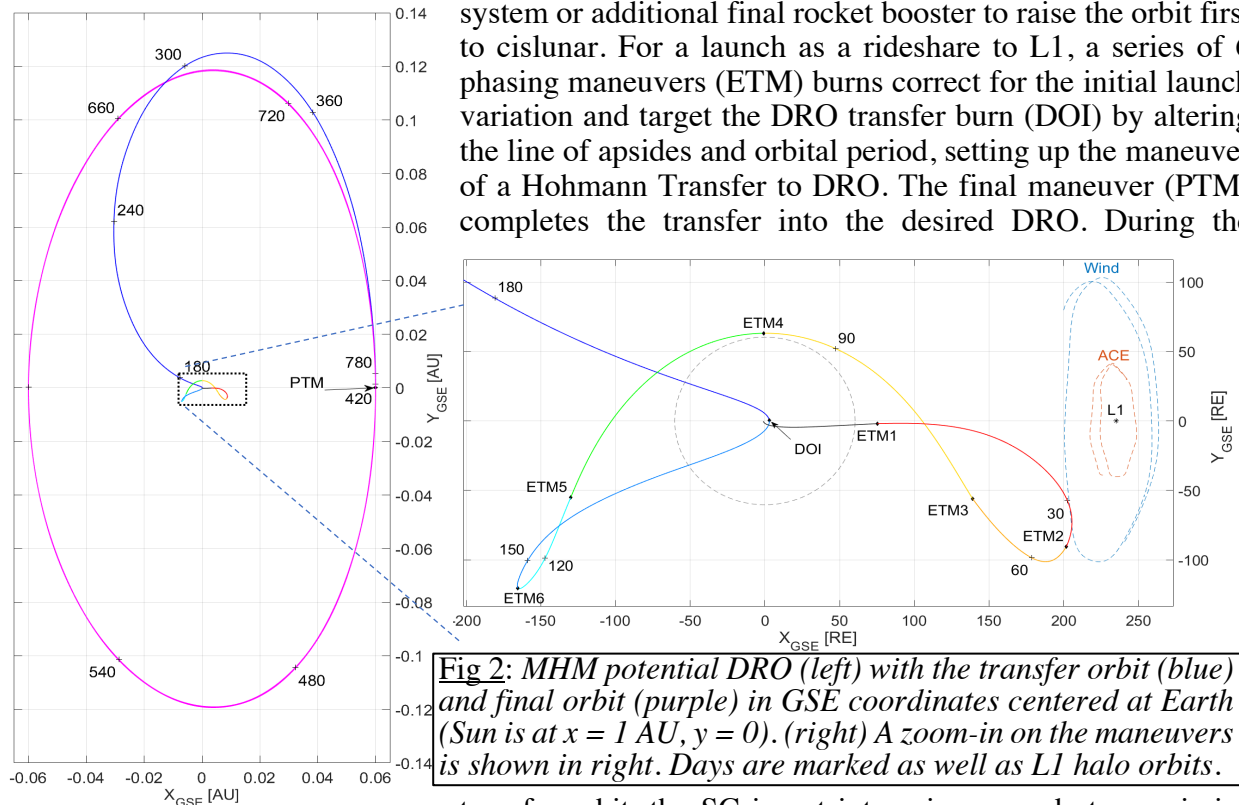 system or additional final rocket booster to raise the orbit first
to cislunar. For a launch as a rideshare to L1, a series of 6
phasing maneuvers (ETM) burns correct for the initial launch
variation and target the DRO transfer burn (DOI) by altering
the line of apsides and orbital period, setting up the maneuver
of a Hohmann Transfer to DRO. The final maneuver (PTM)
completes the transfer into the desired DRO. During the
0.14
0.12
0.1
0.08
0.06
0.04
0.02
0
-0.02
-0.04
-0.06
-0.08
-0.1
-0.12
-0.14
Y_GSE [AU]
300
660
360
720
240
180
PTM
780
420
540
480
-0.06
-0.04
-0.02
0
0.02
0.04
0.06
X_GSE [AU]
Wind
180
ETM4
90
ACE
L1
DOI
ETM1
ETM5
ETM3
30
ETM2
150
120
60
ETM6
100
50
0
-50
-100
Y_GSE [RE]
-200
-150
-100
-50
0
50
100
150
200
250
X_GSE [RE]
Fig 2: MHM potential DRO (left) with the transfer orbit (blue)
and final orbit (purple) in GSE coordinates centered at Earth
(Sun is at x = 1 AU, y = 0). (right) A zoom-in on the maneuvers
is shown in right. Days are marked as well as L1 halo orbits.